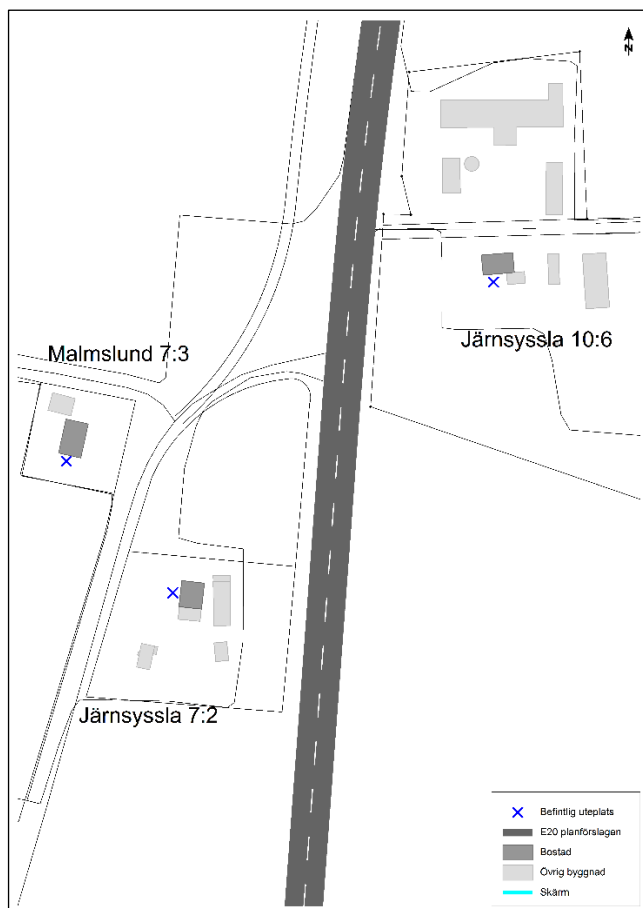 N
Malmslund 7:3
Järnsyssla 10:6
Järnsyssla 7:2
Befintlig uteplats
E20 planförslagen
Bostad
Övrig byggnad
Skärm